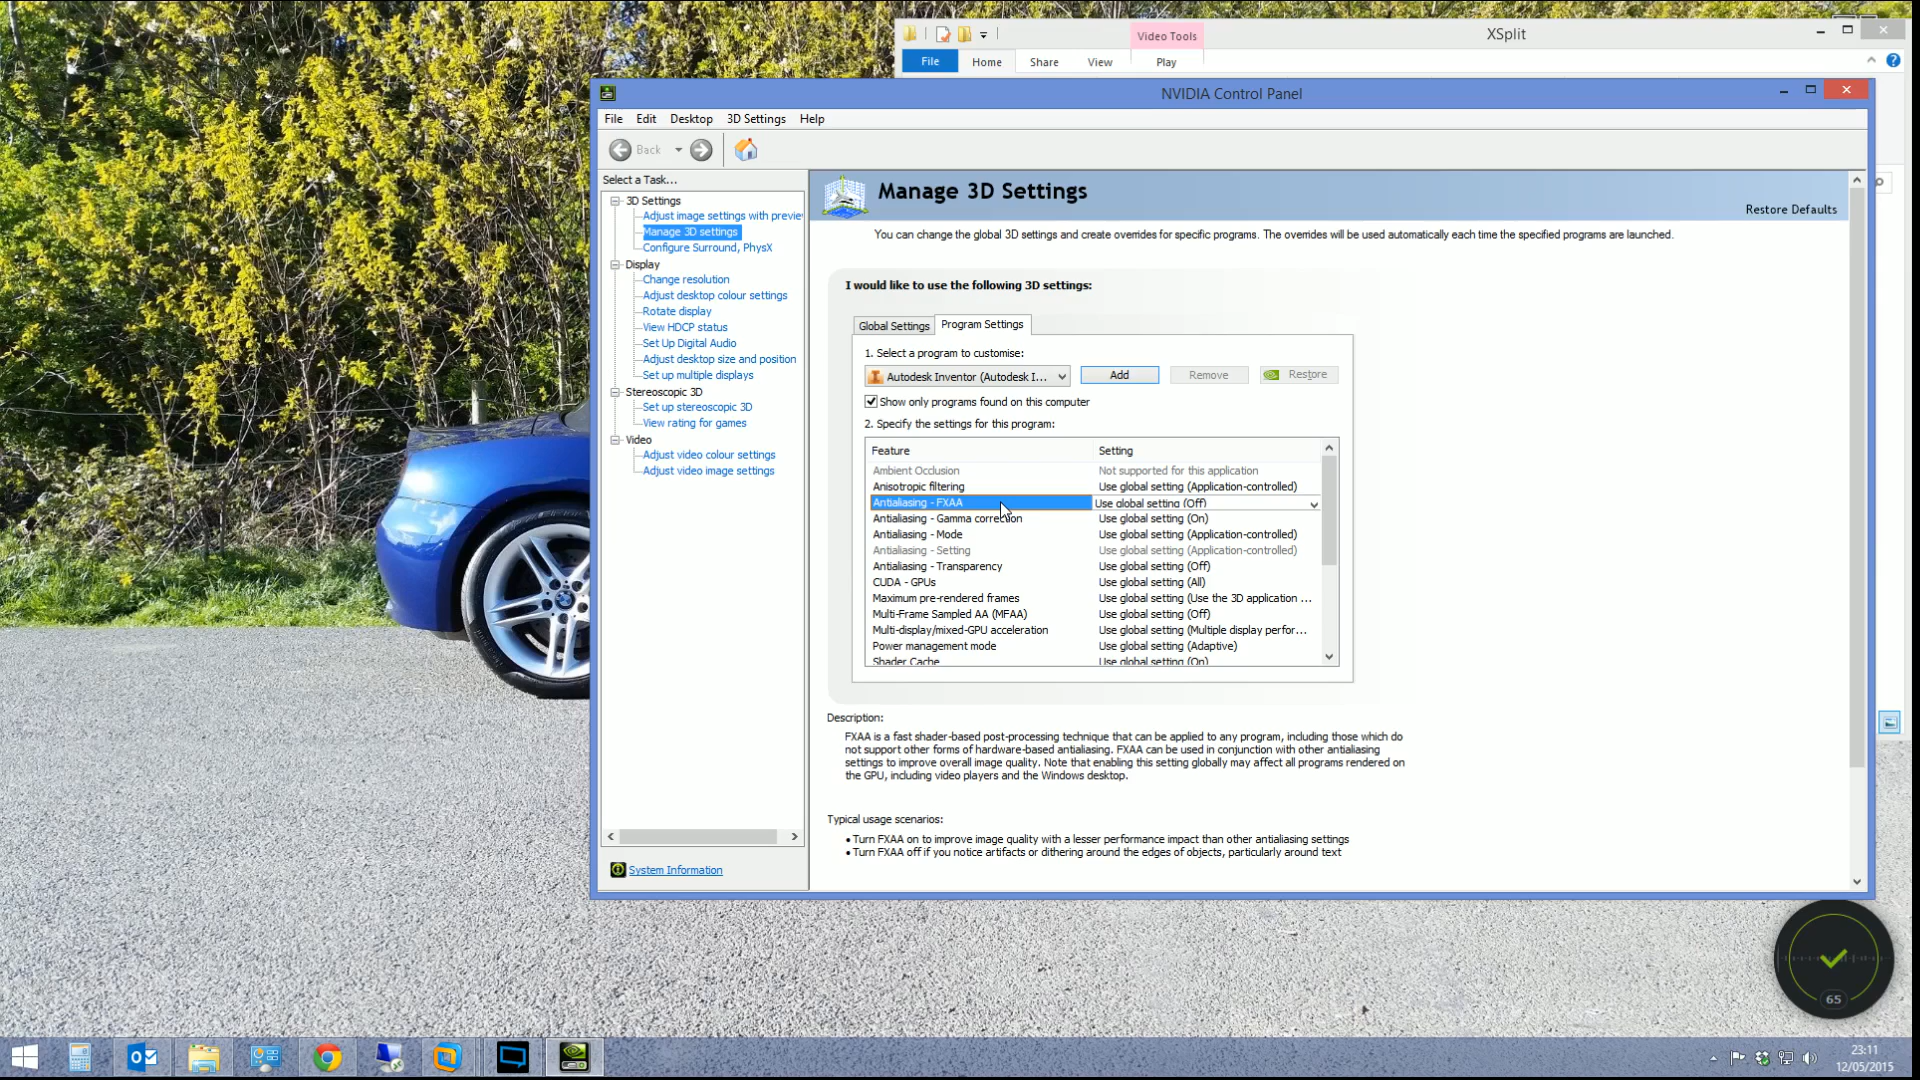 Video Tools
XSplit
File
Home
Share
View
Play
NVIDIA Control Panel
File
Edit
Desktop
3D Settings
Help
Back
Select a Task...
3D Settings
Adjust image settings with preview
Manage 3D settings
Configure Surround, PhysX
Display
Change resolution
Adjust desktop colour settings
Rotate display
View HDCP status
Set Up Digital Audio
Adjust desktop size and position
Set up multiple displays
Stereoscopic 3D
Set up stereoscopic 3D
View rating for games
Video
Adjust video colour settings
Adjust video image settings
System Information
Manage 3D Settings
Restore Defaults
You can change the global 3D settings and create overrides for specific programs. The overrides will be used automatically each time the specified programs are launched.
I would like to use the following 3D settings:
Global Settings
Program Settings
1. Select a program to customise:
Autodesk Inventor (Autodesk I...
Add
Remove
Restore
Show only programs found on this computer
2. Specify the settings for this program:
Feature Setting
Ambient Occlusion Not supported for this application
Anisotropic filtering Use global setting (Application-controlled)
Antialiasing - FXAA Use global setting (Off)
Antialiasing - Gamma correction Use global setting (On)
Antialiasing - Mode Use global setting (Application-controlled)
Antialiasing - Setting Use global setting (Application-controlled)
Antialiasing - Transparency Use global setting (Off)
CUDA - GPUs Use global setting (All)
Maximum pre-rendered frames Use global setting (Use the 3D application ...
Multi-Frame Sampled AA (MFAA) Use global setting (Off)
Multi-display/mixed-GPU acceleration Use global setting (Multiple display perfor...
Power management mode Use global setting (Adaptive)
Shader Cache Use global setting (On)
Description:
FXAA is a fast shader-based post-processing technique that can be applied to any program, including those which do
not support other forms of hardware-based antialiasing. FXAA can be used in conjunction with other antialiasing
settings to improve overall image quality. Note that enabling this setting globally may affect all programs rendered on
the GPU, including video players and the Windows desktop.
Typical usage scenarios:
• Turn FXAA on to improve image quality with a lesser performance impact than other antialiasing settings
• Turn FXAA off if you notice artifacts or dithering around the edges of objects, particularly around text
65
23:11
12/05/2015